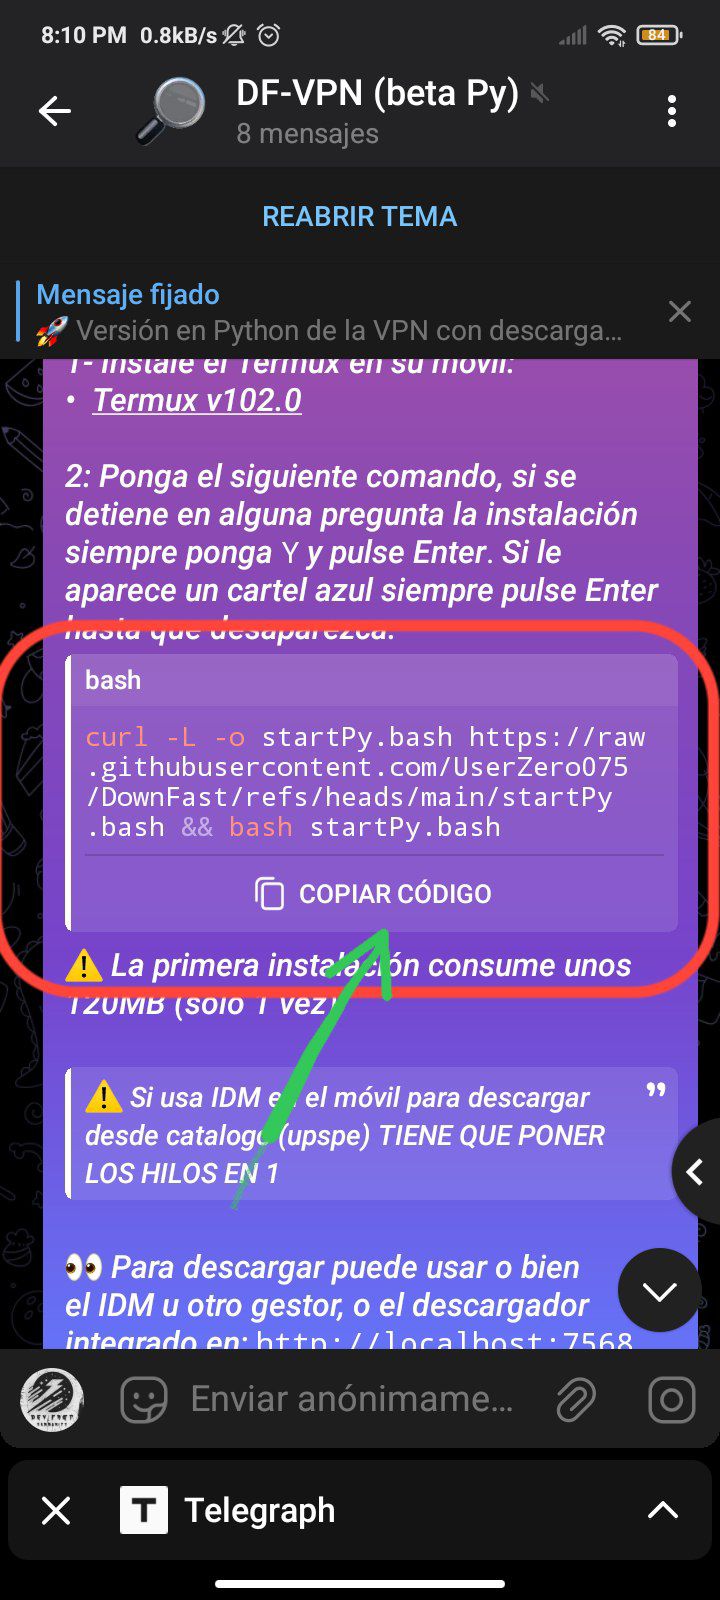 8:10 PM 0.8kB/s
84
DF-VPN (beta Py)
8 mensajes
REABRIR TEMA
Mensaje fijado
🚀 Versión en Python de la VPN con descarga...
1- Instale el Termux en su móvil:
• Termux v102.0
2: Ponga el siguiente comando, si se
detiene en alguna pregunta la instalación
siempre ponga Y y pulse Enter. Si le
aparece un cartel azul siempre pulse Enter
hasta que desaparezca.
bash
curl -L -o startPy.bash https://raw
.githubusercontent.com/UserZero075
/DownFast/refs/heads/main/startPy
.bash && bash startPy.bash
COPIAR CÓDIGO
⚠️ La primera instalación consume unos
120MB (solo 1 vez)
⚠️ Si usa IDM en el móvil para descargar
desde catalogo (upspe) TIENE QUE PONER
LOS HILOS EN 1
👀 Para descargar puede usar o bien
el IDM u otro gestor, o el descargador
integrado en: http://localhost:7568
Enviar anónimame...
T Telegraph